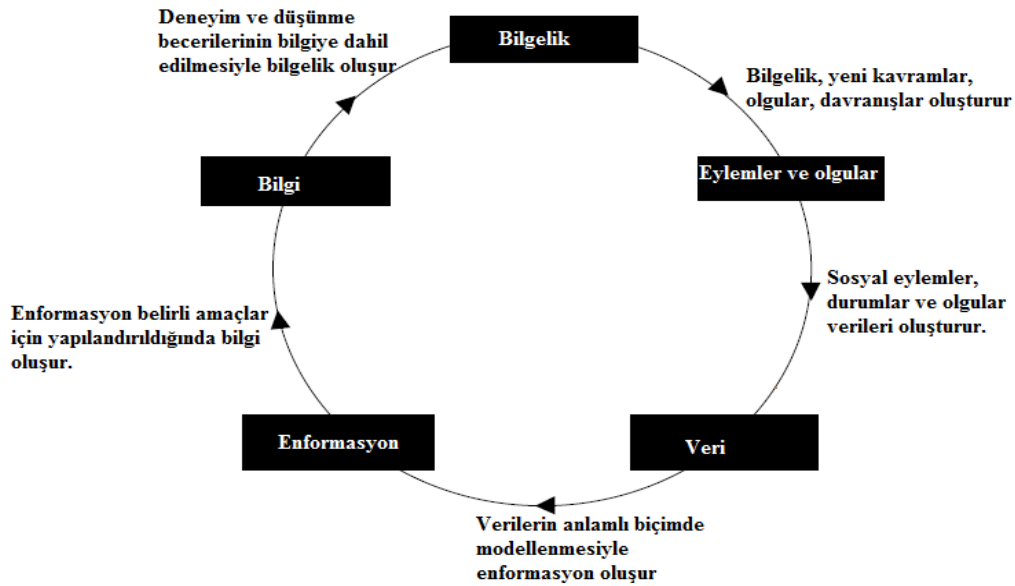 Deneyim ve düşünme
becerilerinin bilgiye dahil
edilmesiyle bilgelik oluşur
Bilgelik
Bilgelik, yeni kavramlar,
olgular, davranışlar oluşturur
Bilgi
Eylemler ve olgular
Sosyal eylemler,
durumlar ve olgular
verileri oluşturur.
Enformasyon belirli amaçlar
için yapılandırıldığında bilgi
oluşur.
Enformasyon
Veri
Verilerin anlamlı biçimde
modellenmesiyle
enformasyon oluşur